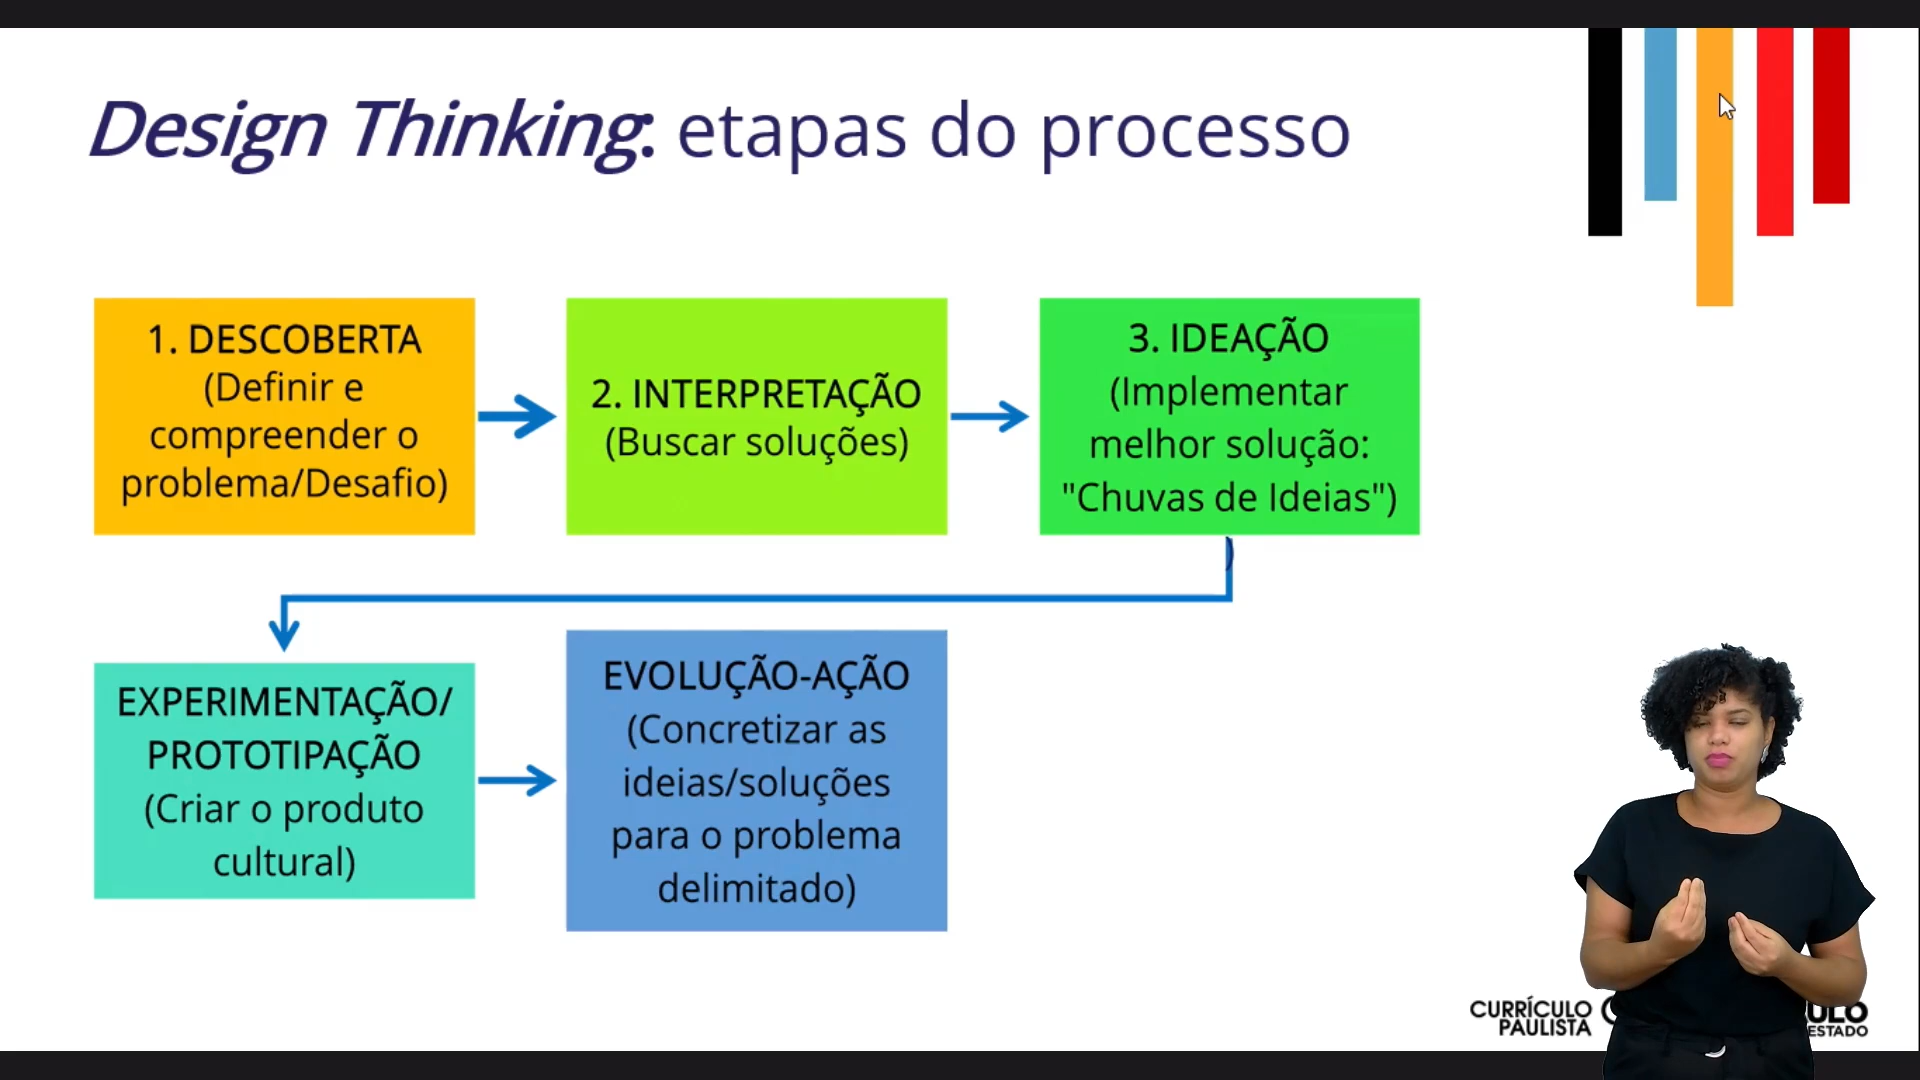 Design Thinking: etapas do processo
1. DESCOBERTA
(Definir e
compreender o
problema/Desafio)
2. INTERPRETAÇÃO
(Buscar soluções)
3. IDEAÇÃO
(Implementar
melhor solução:
"Chuvas de Ideias")
)
EXPERIMENTAÇÃO/
PROTOTIPAÇÃO
(Criar o produto
cultural)
EVOLUÇÃO-AÇÃO
(Concretizar as
ideias/soluções
para o problema
delimitado)
CURRÍCULO
PAULISTA
ESTADO